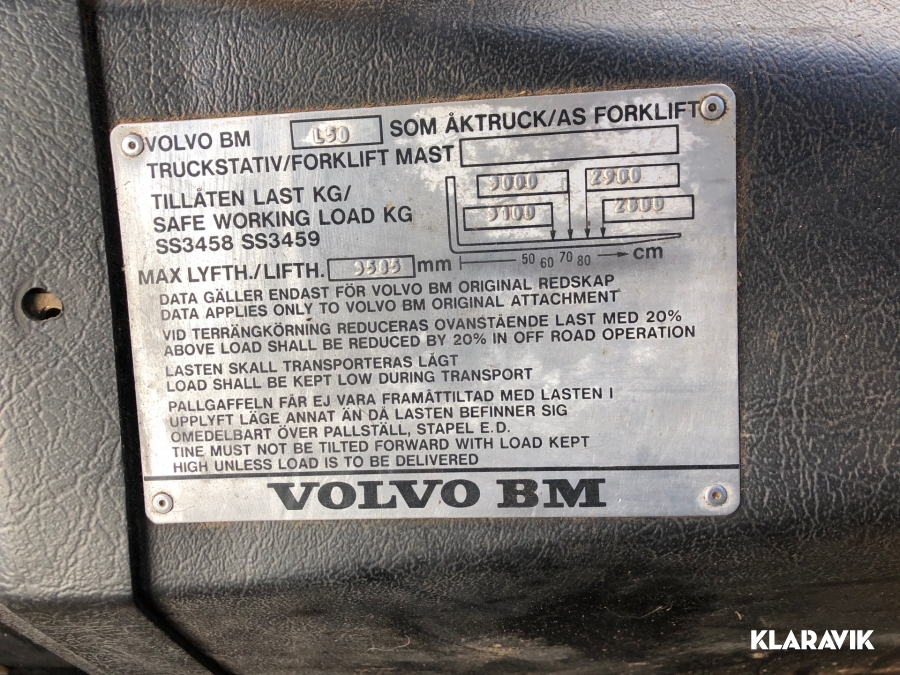 VOLVO BM L50 SOM ÅKTRUCK/AS FORKLIFT
TRUCKSTATIV/FORKLIFT MAST
TILLÅTEN LAST KG/
SAFE WORKING LOAD KG
SS3458 SS3459
3000 2900
3100 2800
MAX LYFTH./LIFTH. 3505 mm 50 60 70 80 cm
DATA GÄLLER ENDAST FÖR VOLVO BM ORIGINAL REDSKAP
DATA APPLIES ONLY TO VOLVO BM ORIGINAL ATTACHMENT
VID TERRÄNGKÖRNING REDUCERAS OVANSTÅENDE LAST MED 20%
ABOVE LOAD SHALL BE REDUCED BY 20% IN OFF ROAD OPERATION
LASTEN SKALL TRANSPORTERAS LÅGT
LOAD SHALL BE KEPT LOW DURING TRANSPORT
PALLGAFFELN FÅR EJ VARA FRAMÅTTILTAD MED LASTEN I
UPPLYFT LÄGE ANNAT ÄN DÅ LASTEN BEFINNER SIG
OMEDELBART ÖVER PALLSTÄLL, STAPEL E.D.
TINE MUST NOT BE TILTED FORWARD WITH LOAD KEPT
HIGH UNLESS LOAD IS TO BE DELIVERED
VOLVO BM
KLARAVIK